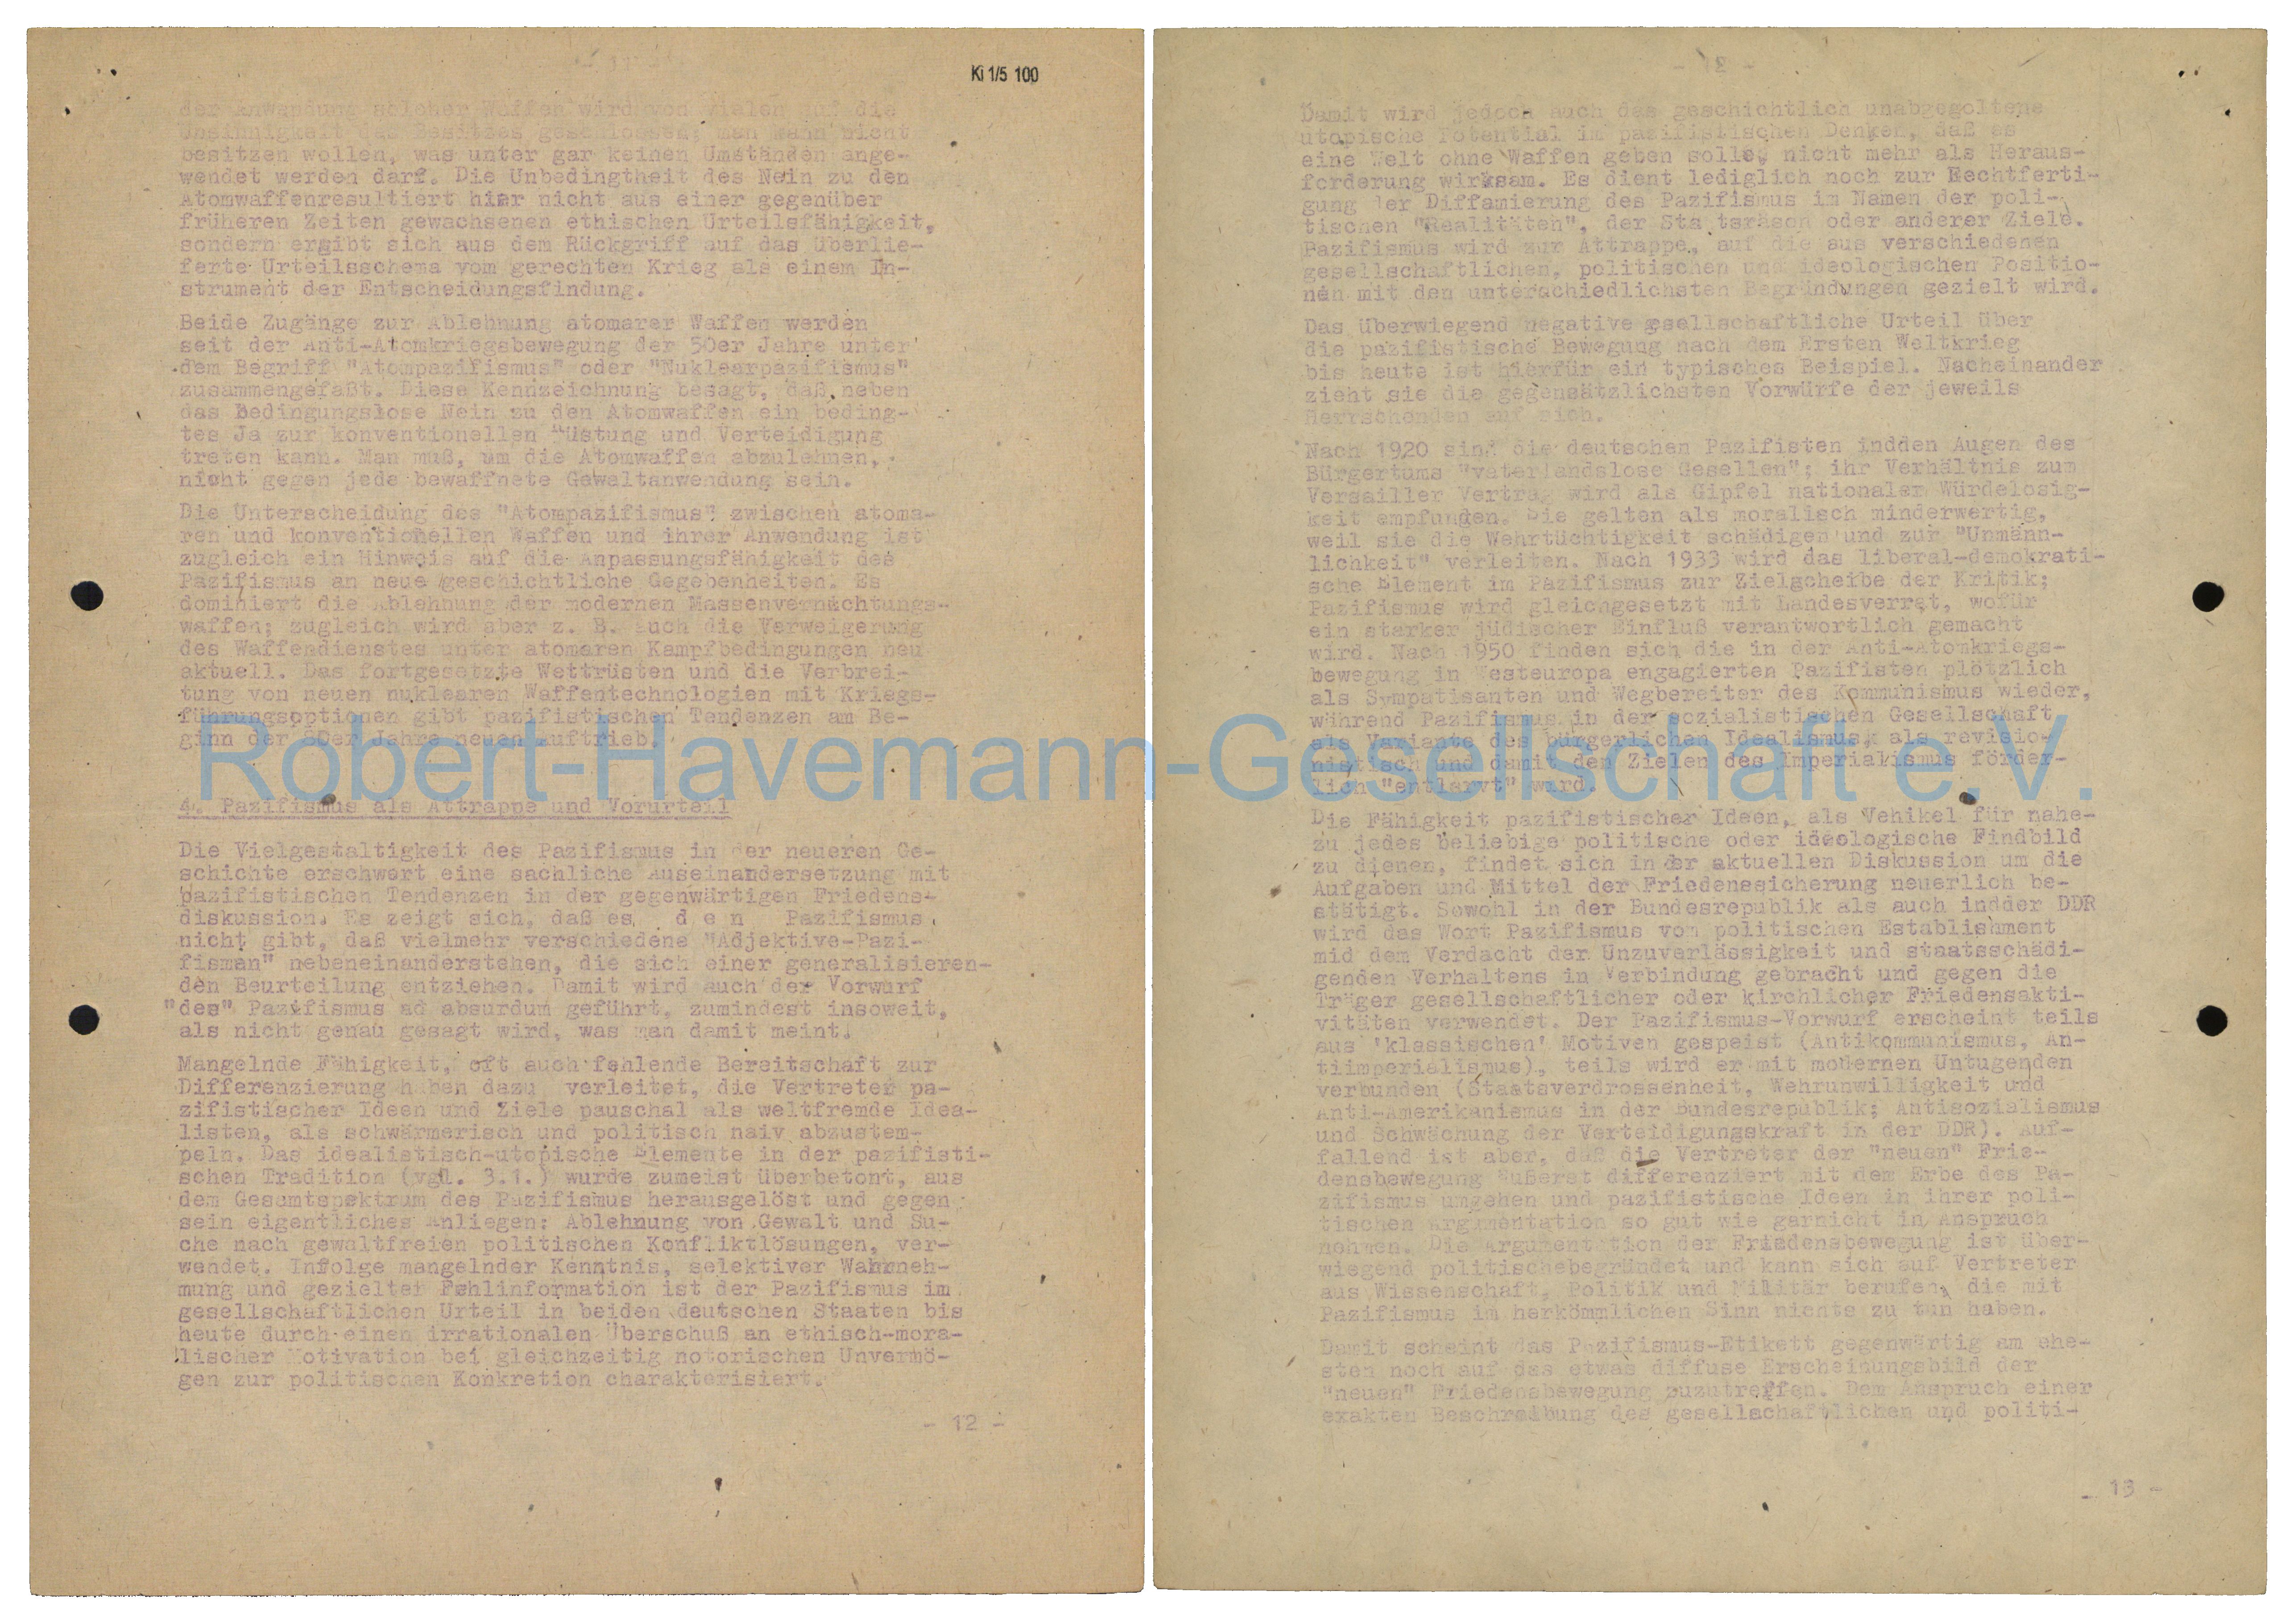 - 11 -
Ki 1/5 100
der Anwendung solcher Waffen wird von vielen auf die
Unsinnigkeit des Besitzes geschlossen; man kann nicht
besitzen wollen, was unter gar keinen Umständen ange-
wendet werden darf. Die Unbedingtheit des Nein zu den
Atomwaffenresultiert hier nicht aus einer gegenüber
früheren Zeiten gewachsenen ethischen Urteilsfähigkeit,
sondern ergibt sich aus dem Rückgriff auf das überlie-
ferte Urteilsschema vom gerechten Krieg als einem In-
strument der Entscheidungsfindung.
Beide Zugänge zur Ablehnung atomarer Waffen werden
seit der Anti-Atomkriegsbewegung der 50er Jahre unter
dem Begriff "Atompazifismus" oder "Nuklearpazifismus"
zusammengefaßt. Diese Kennzeichnung besagt, daß neben
das Bedingungslose Nein zu den Atomwaffen ein beding-
tes Ja zur konventionellen Rüstung und Verteidigung
treten kann. Man muß, um die Atomwaffen abzulehnen,
nicht gegen jede bewaffnete Gewaltanwendung sein.
Die Unterscheidung des "Atompazifismus" zwischen atoma-
ren und konventionellen Waffen und ihrer Anwendung ist
zugleich ein Hinweis auf die Anpassungsfähigkeit des
Pazifismus an neue geschichtliche Gegebenheiten. Es
dominiert die Ablehnung der modernen Massenvernichtungs-
waffen; zugleich wird aber z. B. auch die Verweigerung
des Waffendienstes unter atomaren Kampfbedingungen neu
aktuell. Das fortgesetzte Wettrüsten und die Verbrei-
tung von neuen nuklearen Waffentechnologien mit Kriegs-
führungsoptionen gibt pazifistischen Tendenzen am Be-
ginn der 80er Jahre neuen Auftrieb.
4. Pazifismus als Attrappe und Vorurteil
Die Vielgestaltigkeit des Pazifismus in der neueren Ge-
schichte erschwert eine sachliche Auseinandersetzung mit
pazifistischen Tendenzen in der gegenwärtigen Friedens-
diskussion. Es zeigt sich, daß es d e n Pazifismus
nicht gibt, daß vielmehr verschiedene "Adjektive-Pazi-
fismen" nebeneinanderstehen, die sich einer generalisieren-
den Beurteilung entziehen. Damit wird auch der Vorwurf
"des" Pazifismus ad absurdum geführt, zumindest insoweit,
als nicht genau gesagt wird, was man damit meint.
Mangelnde Fähigkeit, oft auch fehlende Bereitschaft zur
Differenzierung haben dazu verleitet, die Vertreter pa-
zifistischer Ideen und Ziele pauschal als weltfremde Idea-
listen, als schwärmerisch und politisch naiv abzustem-
peln. Das idealistisch-utopische Elemente in der pazifisti-
schen Tradition (vgl. 3.1.) wurde zumeist überbetont, aus
dem Gesamtspektrum des Pazifismus herausgelöst und gegen
sein eigentliches Anliegen: Ablehnung von Gewalt und Su-
che nach gewaltfreien politischen Konfliktlösungen, ver-
wendet. Infolge mangelnder Kenntnis, selektiver Wahrneh-
mung und gezielter Fehlinformation ist der Pazifismus im
gesellschaftlichen Urteil in beiden deutschen Staaten bis
heute durch einen irrationalen Überschuß an ethisch-mora-
lischer Motivation bei gleichzeitig notorischen Unvermö-
gen zur politischen Konkretion charakterisiert.
- 12 -
Damit wird jedoch auch das geschichtlich unabgegoltene
utopische Potential im pazifistischen Denken, daß es
eine Welt ohne Waffen geben solle, nicht mehr als Heraus-
forderung wirksam. Es dient lediglich noch zur Rechtferti-
gung der Diffamierung des Pazifismus im Namen der poli-
tischen "Realitäten", der Staatsräson oder anderer Ziele.
Pazifismus wird zur Attrappe, auf die aus verschiedenen
gesellschaftlichen, politischen und ideologischen Positio-
nen mit den unterschiedlichsten Begründungen gezielt wird.
Das überwiegend negative gsellschaftliche Urteil über
die pazifistische Bewegung nach dem Ersten Weltkrieg
bis heute ist hierfür ein typisches Beispiel. Nacheinander
zieht sie die gegensätzlichsten Vorwürfe der jeweils
Herrschenden auf sich.
Nach 1920 sind die deutschen Pazifisten indden Augen des
Bürgertums "vaterlandslose Gesellen"; ihr Verhältnis zum
Versailler Vertrag wird als Gipfel nationaler Würdelosig-
keit empfunden. Sie gelten als moralisch minderwertig,
weil sie die Wehrtüchtigkeit schädigen und zur "Unmänn-
lichkeit" verleiten. Nach 1933 wird das liberal-demokrati-
sche Element im Pazifismus zur Zielscheibe der Kritik;
Pazifismus wird gleichgesetzt mit Landesverrat, wofür
ein starker jüdischer Einfluß verantwortlich gemacht
wird. Nach 1950 finden sich die in der Anti-Atomkriegs-
bewegung in Westeuropa engagierten Pazifisten plötzlich
als Sympatisanten und Wegbereiter des Kommunismus wieder,
während Pazifismus in der sozialistischen Gesellschaft
als Variante des bürgerlichen Idealismus, als revisio-
nistisch und damit den Zielen des Imperialismus förder-
lich "entlarvt" wird.
Die Fähigkeit pazifistischer Ideen, als Vehikel für nahe-
zu jedes beliebige politische oder ideologische Findbild
zu dienen, findet sich in der aktuellen Diskussion um die
Aufgaben und Mittel der Friedenssicherung neuerlich be-
stätigt. Sowohl in der Bundesrepublik als auch indder DDR
wird das Wort Pazifismus vom politischen Establishment
mid dem Verdacht der Unzuverlässigkeit und staatsschädi-
genden Verhaltens in Verbindung gebracht und gegen die
Träger gesellschaftlicher oder kirchlicher Friedensakti-
vitäten verwendet. Der Pazifismus-Vorwurf erscheint teils
aus 'klassischen' Motiven gespeist (Antikommunismus, An-
tiimperialismus), teils wird er mit modernen Untugenden
verbunden (Staatsverdrossenheit, Wehrunwilligkeit und
Anti-Amerikanismus in der Bundesrepublik; Antisozialismus
und Schwächung der Verteidigungskraft in der DDR). Auf-
fallend ist aber, daß die Vertreter der "neuen" Frie-
densbewegung äußerst differenziert mit dem Erbe des Pa-
zifismus umgehen und pazifistische Ideen in ihrer poli-
tischen Argumentation so gut wie garnicht in Anspruch
nehmen. Die Argumentation der Friedensbewegung ist über-
wiegend politischebegründet und kann sich auf Vertreter
aus Wissenschaft, Politik und Militär berufen, die mit
Pazifismus im herkömmlichen Sinn nichts zu tun haben.
Damit scheint das Pazifismus-Etikett gegenwärtig am ehe-
sten noch auf das etwas diffuse Erscheinungsbild der
"neuen" Friedensbewegung zuzutreffen. Dem Anspruch einer
exakten Beschreibung des gesellschaftlichen und politi-
- 13 -
Robert-Havemann-Gesellschaft e.V.